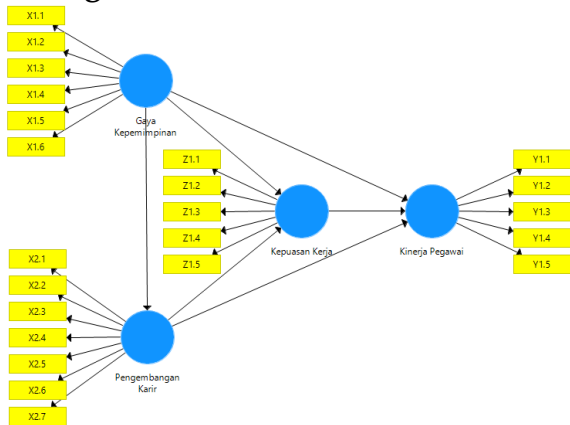 X1.1
X1.2
X1.3
X1.4
X1.5
X1.6
Gaya
Kepemimpinan
Z1.1
Z1.2
Z1.3
Z1.4
Z1.5
Kepuasan Kerja
Kinerja Pegawai
Y1.1
Y1.2
Y1.3
Y1.4
Y1.5
X2.1
X2.2
X2.3
X2.4
X2.5
X2.6
X2.7
Pengembangan
Karir